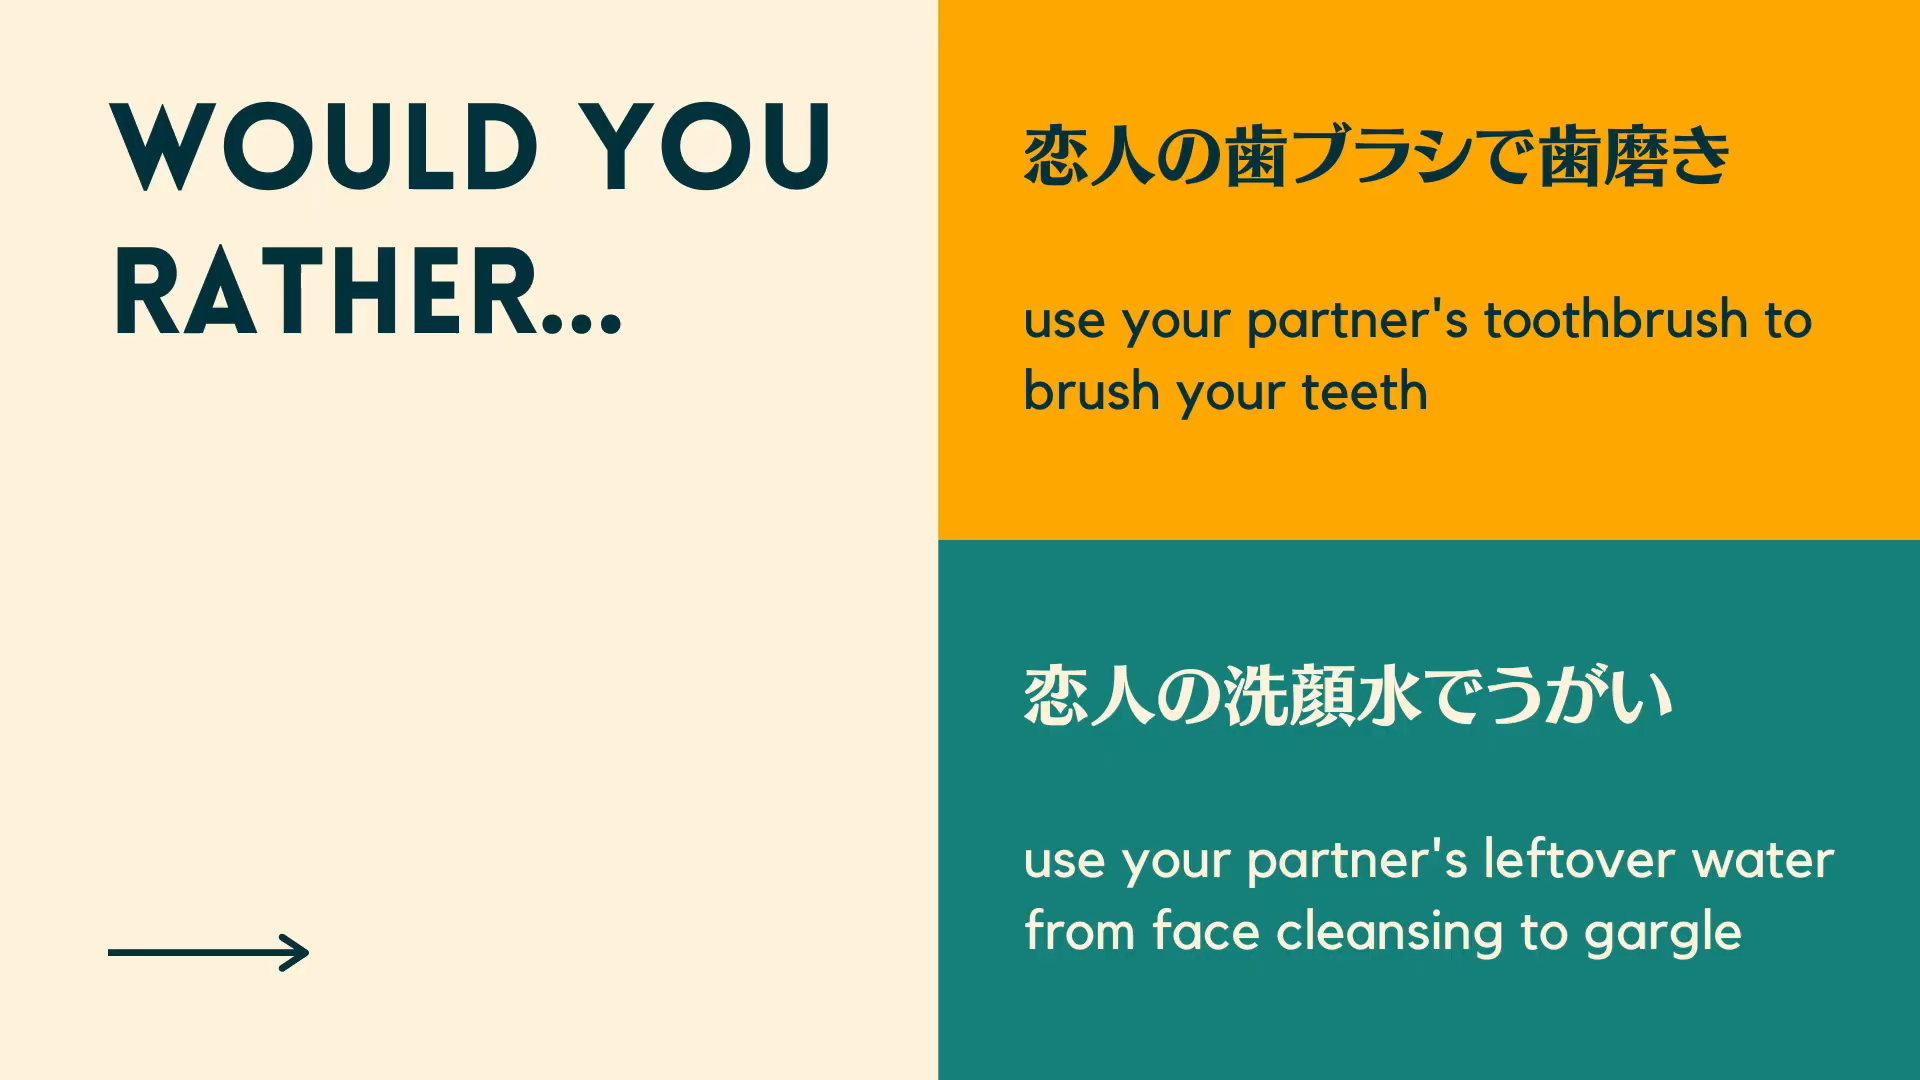 WOULD YOU
RATHER...
恋人の歯ブラシで歯磨き
use your partner's toothbrush to
brush your teeth
恋人の洗顔水でうがい
use your partner's leftover water
from face cleansing to gargle